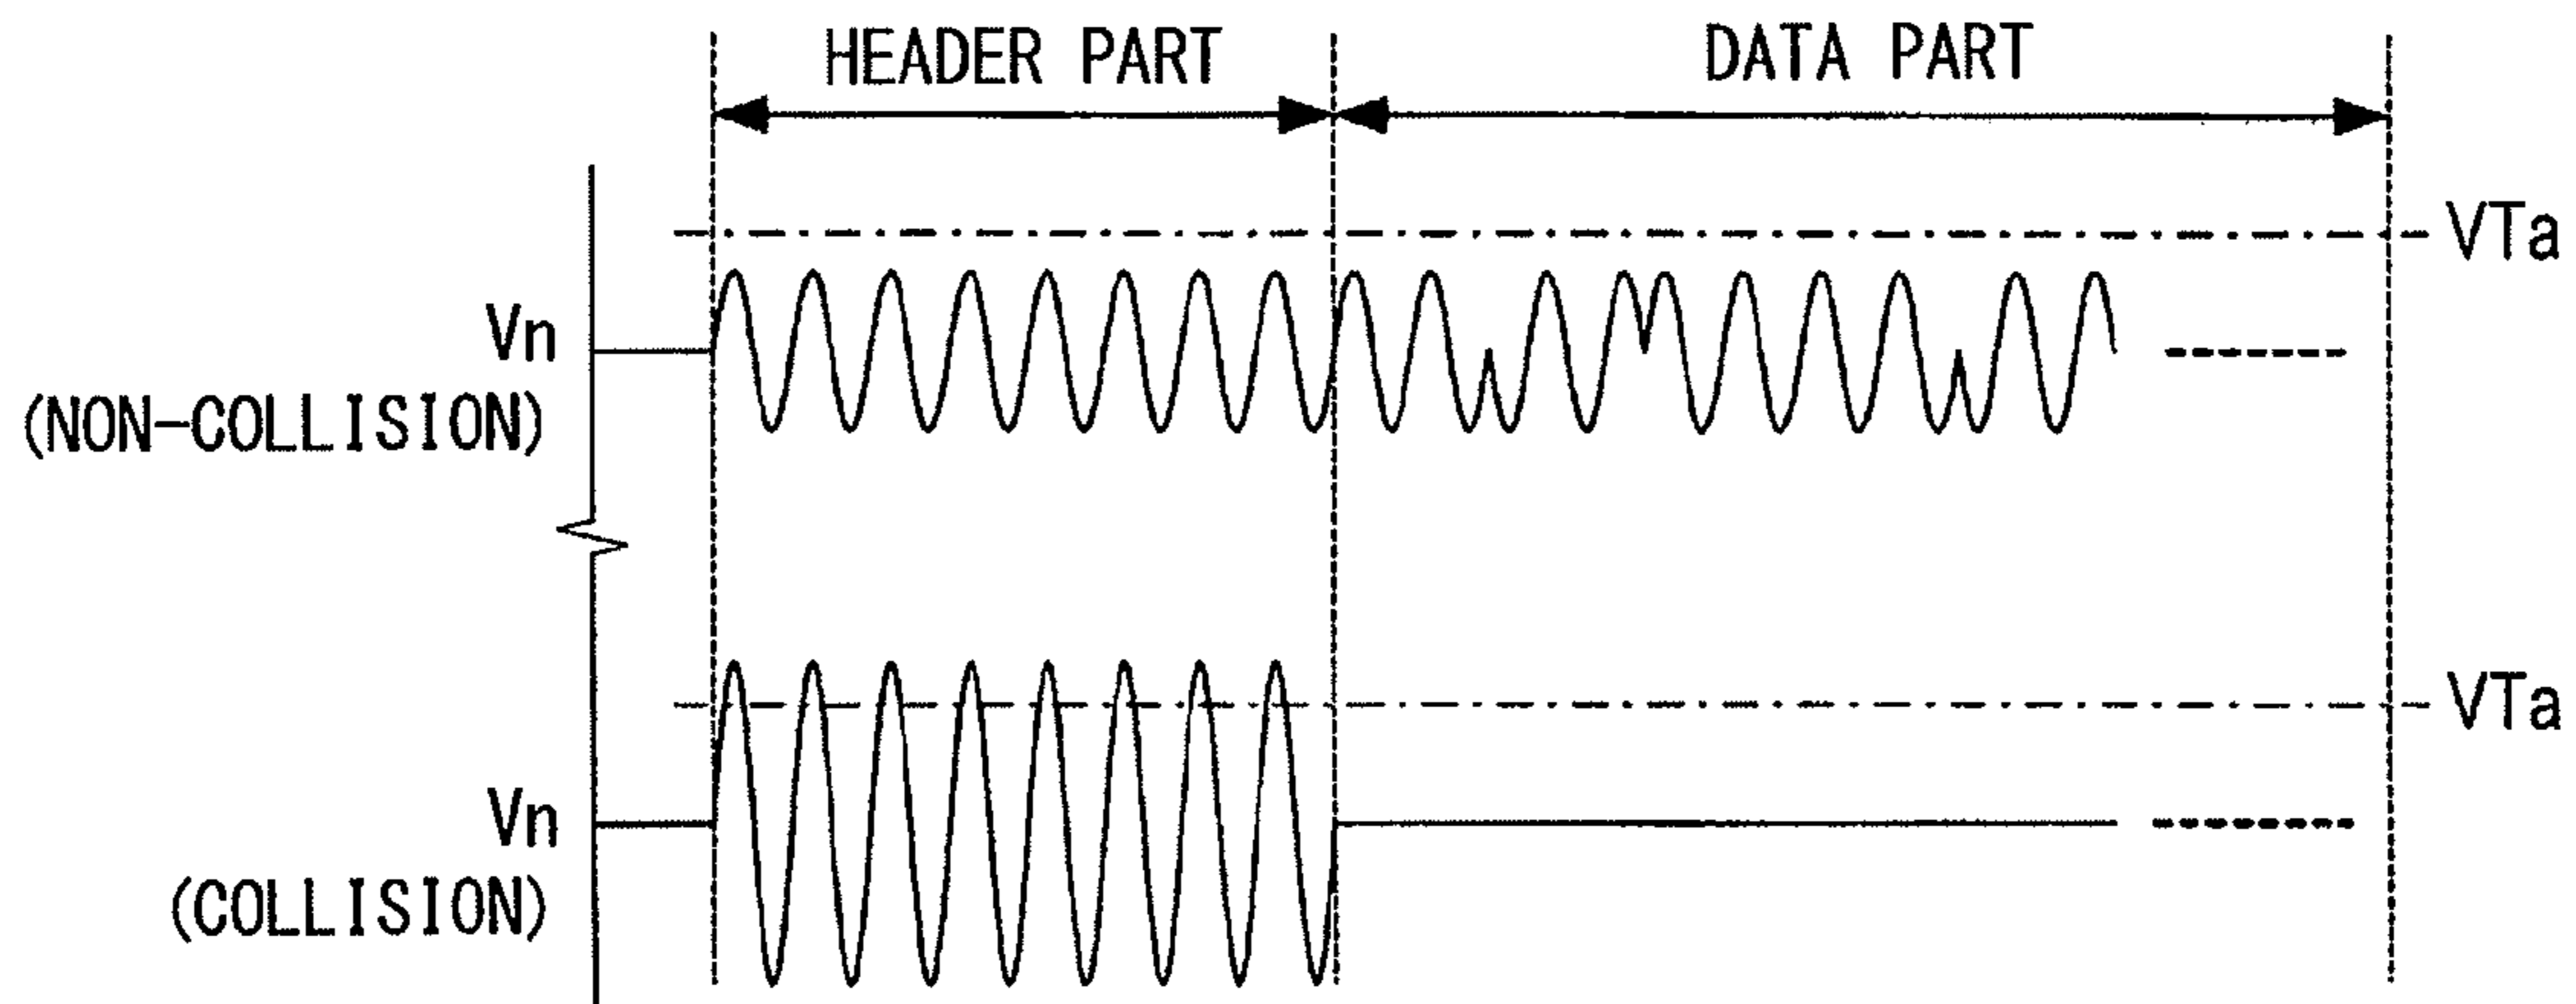 HEADER PART
DATA PART
VTa
Vn
(NON-COLLISION)
VTa
Vn
(COLLISION)